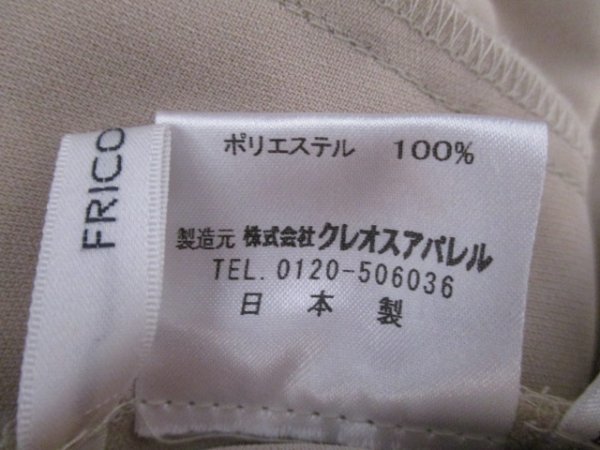 FRICO
ポリエステル 100%
製造元 株式会社クレオスアパレル
TEL. 0120-506036
日本製